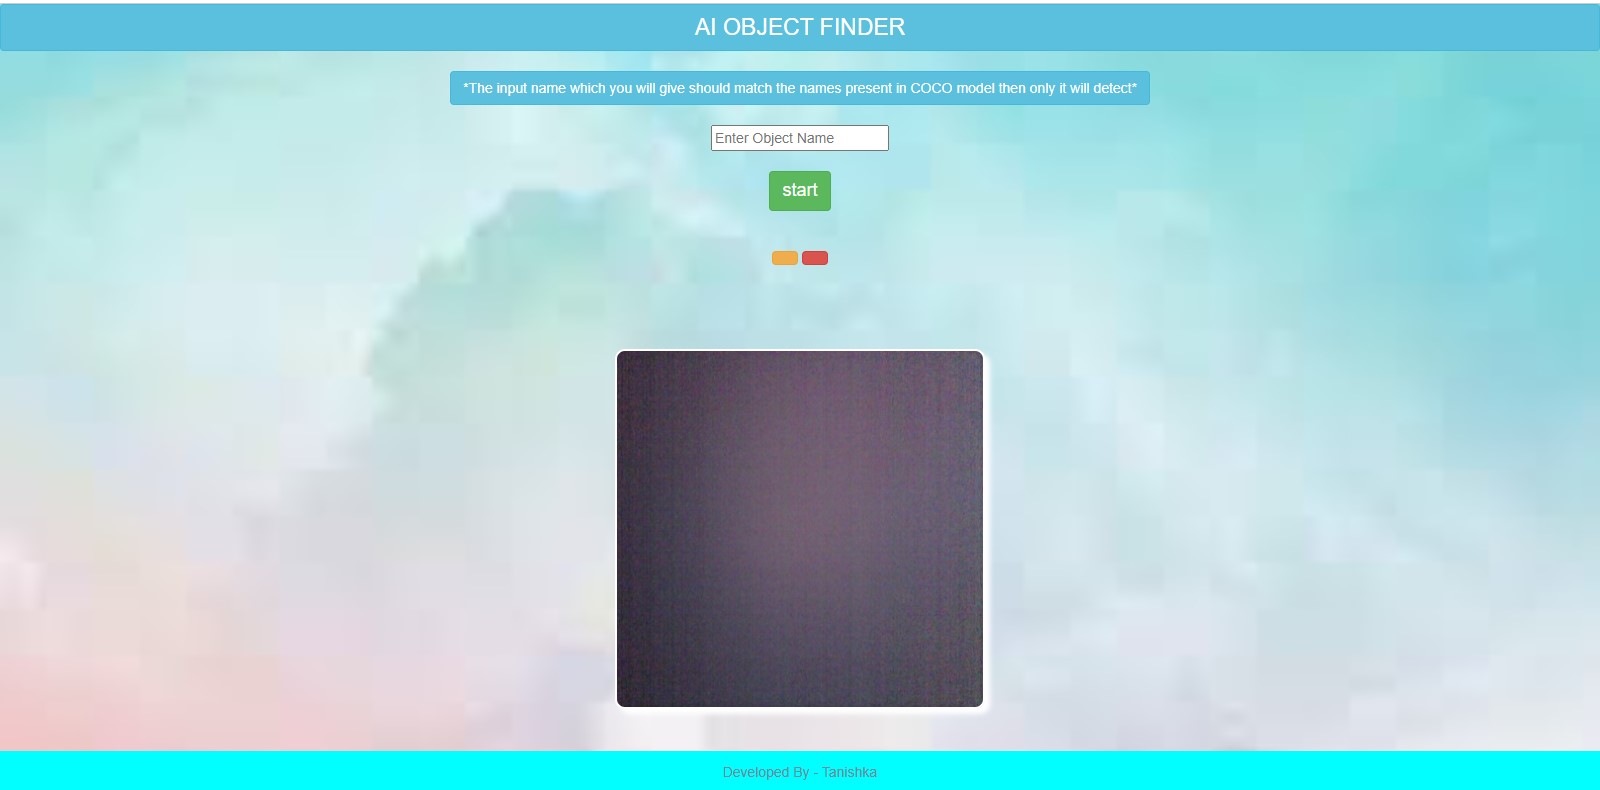 AI OBJECT FINDER
*The input name which you will give should match the names present in COCO model then only it will detect*
Enter Object Name
start
Developed By - Tanishka